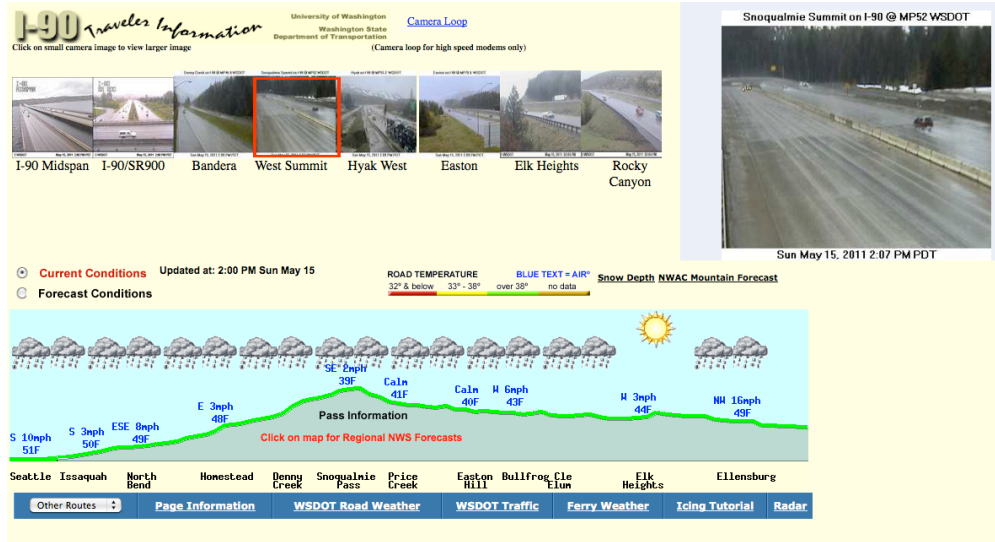 I-90 Traveler Information
University of Washington
Washington State
Department of Transportation
Camera Loop
Click on small camera image to view larger image
(Camera loop for high speed modems only)
Snoqualmie Summit on I-90 @ MP52 WSDOT
I-90 Midspan
I-90/SR900
Bandera
West Summit
Hyak West
Easton
Elk Heights
Rocky
Canyon
Sun May 15, 2011 2:07 PM PDT
Current Conditions
Updated at: 2:00 PM Sun May 15
Forecast Conditions
ROAD TEMPERATURE
BLUE TEXT = AIR°
32° & below
33° - 38°
over 38°
no data
Snow Depth
NWAC Mountain Forecast
S 10mph
51F
S 3mph
50F
ESE 8mph
49F
E 3mph
48F
SE 2mph
39F
Calm
41F
Calm
40F
W 6mph
43F
W 3mph
44F
NW 16mph
49F
Pass Information
Click on map for Regional NWS Forecasts
Seattle
Issaquah
North
Bend
Homestead
Denny
Creek
Snoqualmie
Pass
Price
Creek
Easton
Hill
Bullfrog
Cle
Elum
Elk
Heights
Ellensburg
Other Routes
Page Information
WSDOT Road Weather
WSDOT Traffic
Ferry Weather
Icing Tutorial
Radar